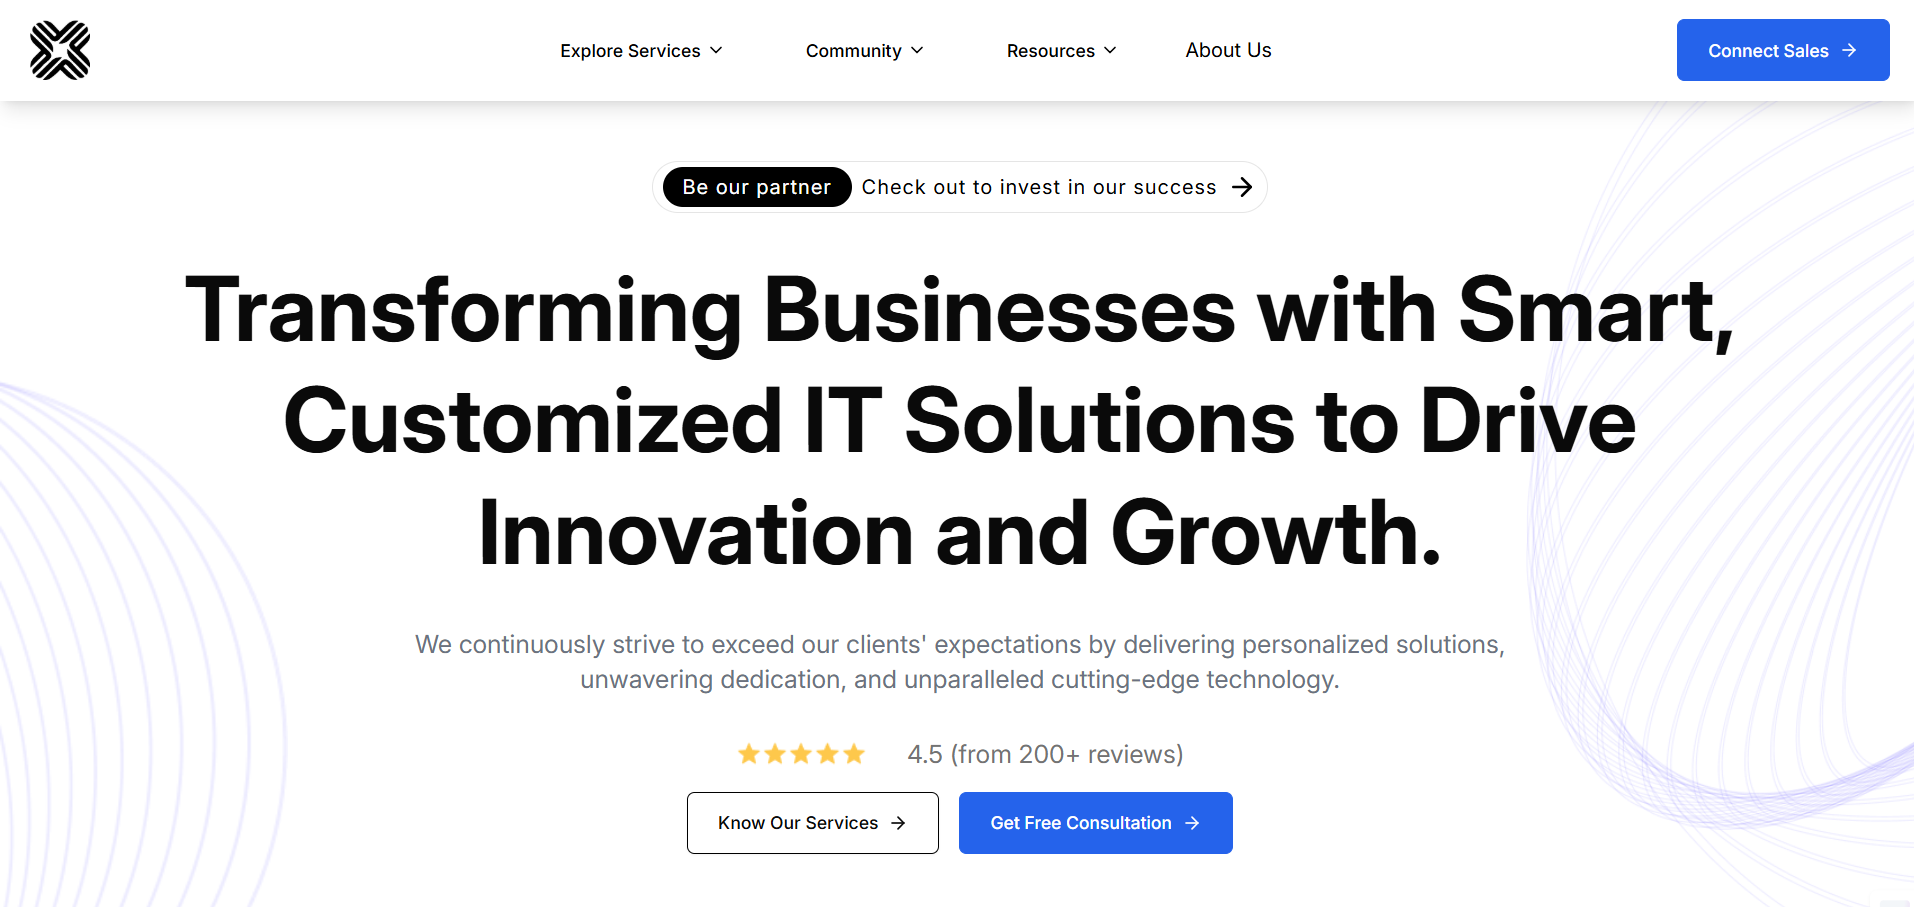 Explore Services
Community
Resources
About Us
Connect Sales
Be our partner Check out to invest in our success
Transforming Businesses with Smart,
Customized IT Solutions to Drive
Innovation and Growth.
We continuously strive to exceed our clients' expectations by delivering personalized solutions,
unwavering dedication, and unparalleled cutting-edge technology.
4.5 (from 200+ reviews)
Know Our Services
Get Free Consultation